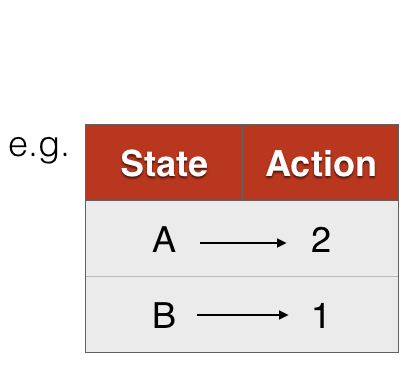 e.g.
State Action
A 2
B 1